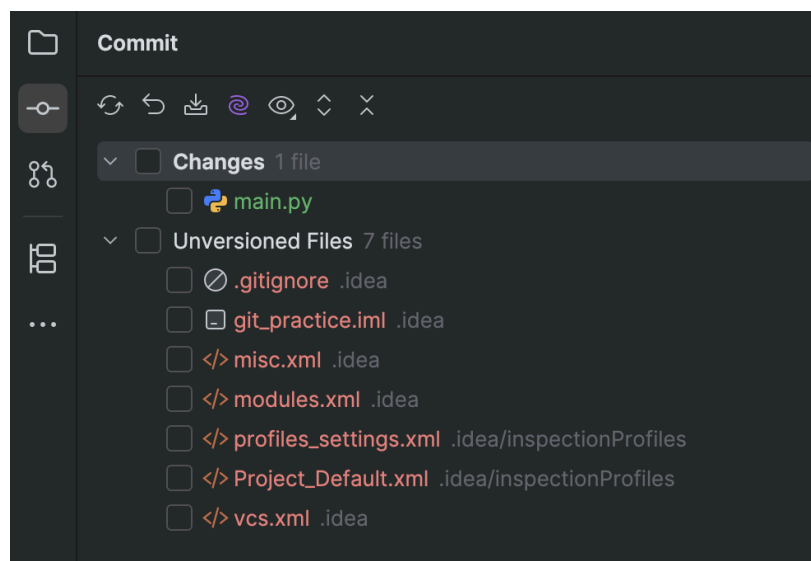 Commit
Changes 1 file
main.py
Unversioned Files 7 files
.gitignore .idea
git_practice.iml .idea
misc.xml .idea
modules.xml .idea
profiles_settings.xml .idea/inspectionProfiles
Project_Default.xml .idea/inspectionProfiles
vcs.xml .idea